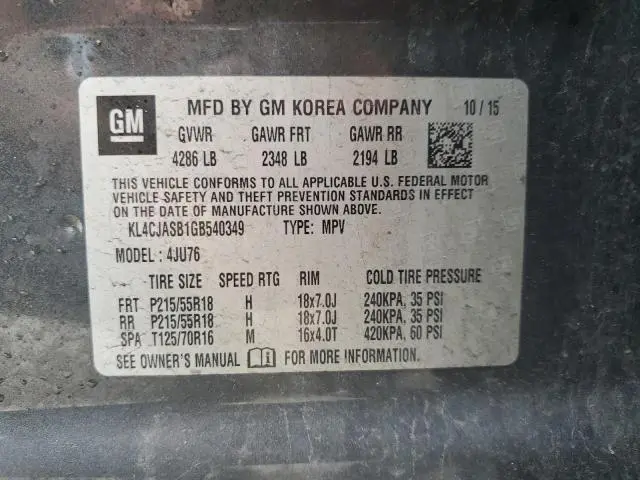 GM MFD BY GM KOREA COMPANY 10/15
GVWR GAWR FRT GAWR RR
4286 LB 2348 LB 2194 LB
THIS VEHICLE CONFORMS TO ALL APPLICABLE U.S. FEDERAL MOTOR
VEHICLE SAFETY AND THEFT PREVENTION STANDARDS IN EFFECT
ON THE DATE OF MANUFACTURE SHOWN ABOVE.
KL4CJASB1GB540349 TYPE: MPV
MODEL : 4JU76
TIRE SIZE SPEED RTG RIM COLD TIRE PRESSURE
FRT P215/55R18 H 18x7.0J 240KPA, 35 PSI
RR P215/55R18 H 18x7.0J 240KPA, 35 PSI
SPA T125/70R16 M 16x4.0T 420KPA, 60 PSI
SEE OWNER'S MANUAL FOR MORE INFORMATION.